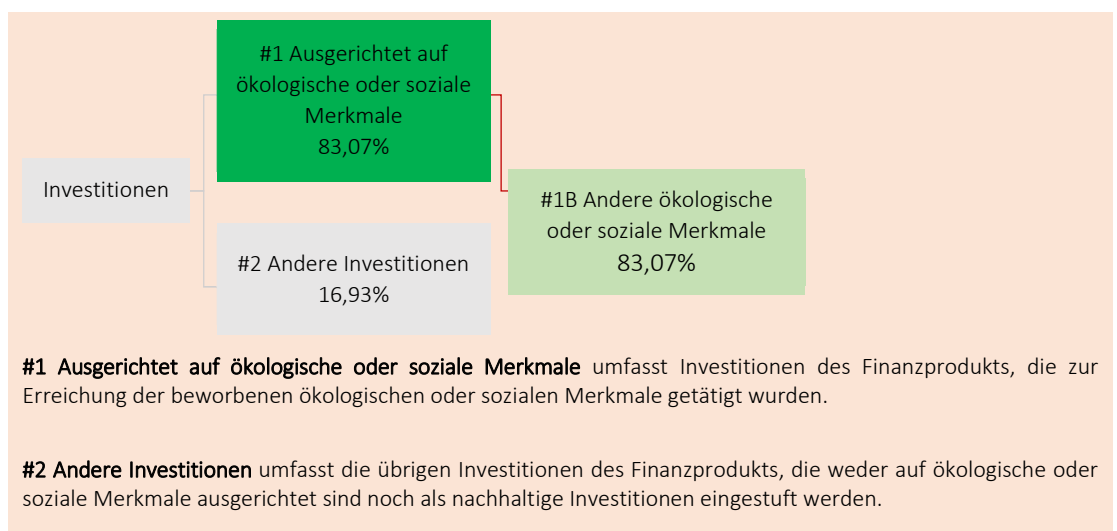 #1 Ausgerichtet auf
ökologische oder soziale
Merkmale
83,07%
Investitionen
#1B Andere ökologische
oder soziale Merkmale
83,07%
#2 Andere Investitionen
16,93%
#1 Ausgerichtet auf ökologische oder soziale Merkmale umfasst Investitionen des Finanzprodukts, die zur
Erreichung der beworbenen ökologischen oder sozialen Merkmale getätigt wurden.
#2 Andere Investitionen umfasst die übrigen Investitionen des Finanzprodukts, die weder auf ökologische oder
soziale Merkmale ausgerichtet sind noch als nachhaltige Investitionen eingestuft werden.